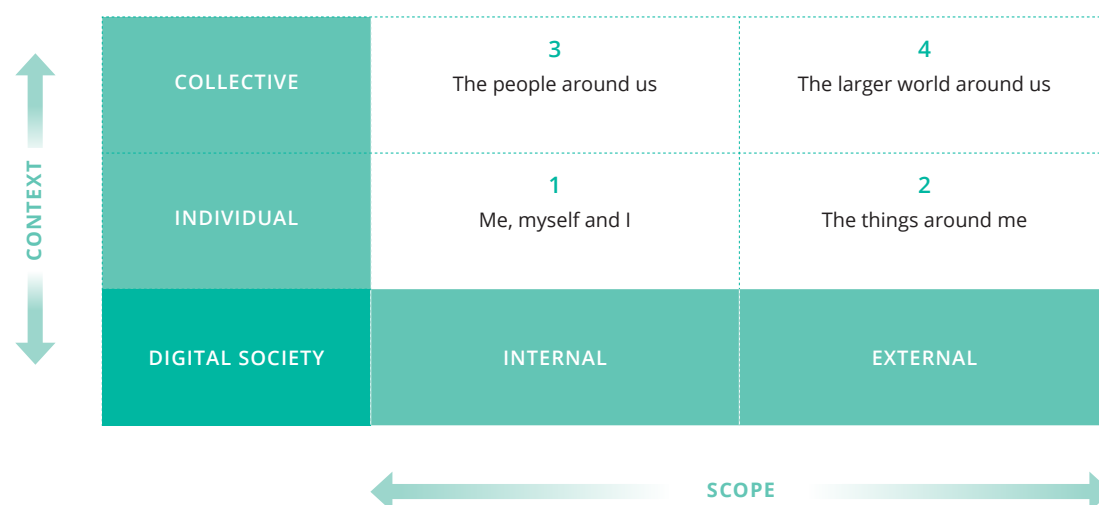 3
4
COLLECTIVE
The people around us
The larger world around us
CONTEXT
1
2
INDIVIDUAL
Me, myself and I
The things around me
DIGITAL SOCIETY
INTERNAL
EXTERNAL
SCOPE